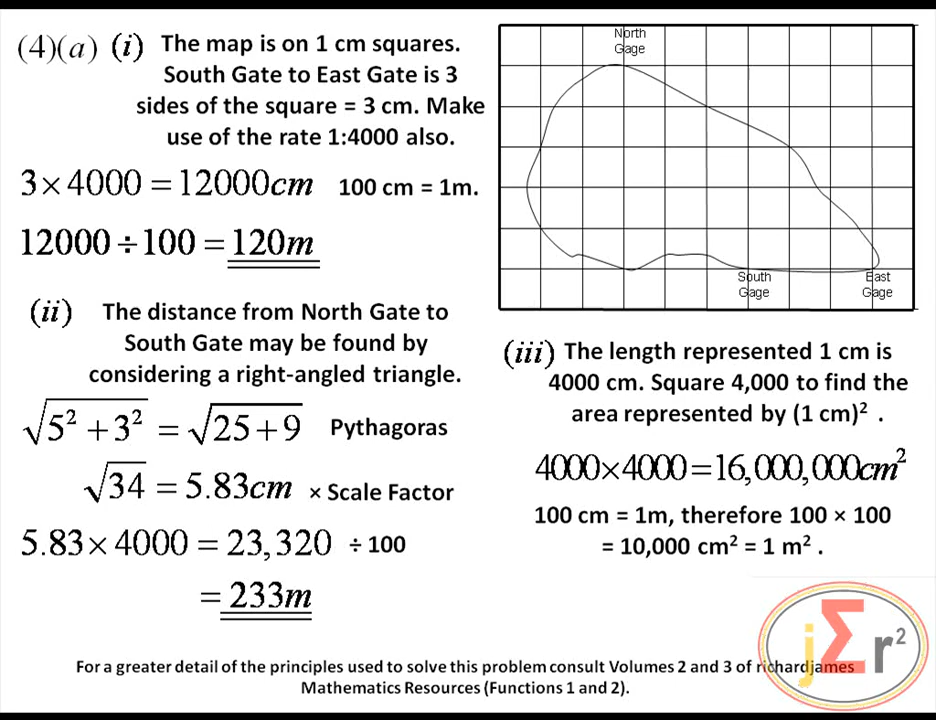 (4)(a) (i) The map is on 1 cm squares.
South Gate to East Gate is 3
sides of the square = 3 cm. Make
use of the rate 1:4000 also.
3×4000 = 12000cm 100 cm = 1m.
12000 ÷ 100 = 120m
(ii) The distance from North Gate to
South Gate may be found by
considering a right-angled triangle.
√(5² + 3²) = √(25 + 9) Pythagoras
√34 = 5.83cm × Scale Factor
5.83 × 4000 = 23,320 ÷ 100
= 233m
North
Gage
South
Gage
East
Gage
(iii) The length represented 1 cm is
4000 cm. Square 4,000 to find the
area represented by (1 cm)² .
4000×4000=16,000,000cm²
100 cm = 1m, therefore 100 × 100
= 10,000 cm² = 1 m² .
jΣr²
For a greater detail of the principles used to solve this problem consult Volumes 2 and 3 of richardjames
Mathematics Resources (Functions 1 and 2).